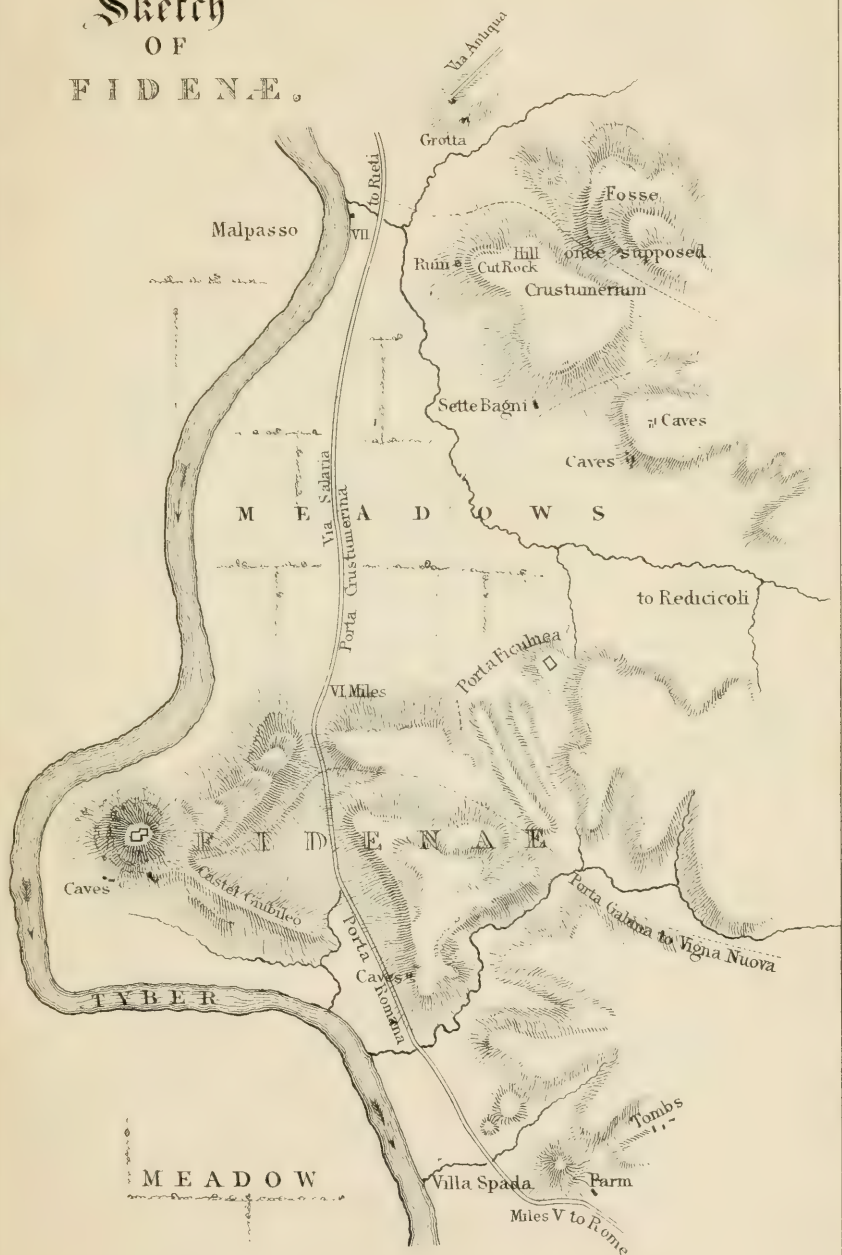 Sketch
OF
FIDENÆ.
Via Antiqua
Grotta
to Rieti
Malpasso
VII
Fosse
Ruin
Hill
Cut Rock
once supposed
Crustumerium
Sette Bagni
Caves
Caves
Via Salaria
MEADOWS
Porta Crustumerina
to Redicicoli
Porta Ficulnea
VI Miles
FIDENAE
Caves
Castel Giubileo
Porta Gabina to Vigna Nuova
Porta Romana
Caves
TYBER
Tombs
MEADOW
Villa Spada
Farm
Miles V to Rome